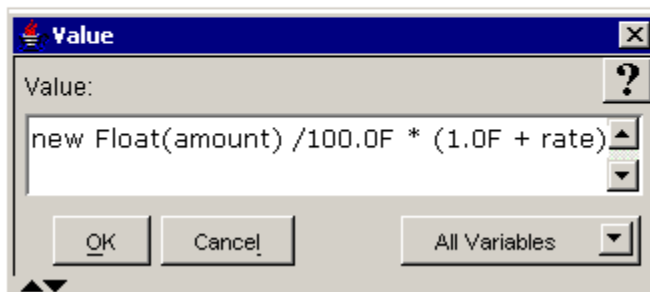 Value
Value:
?
new Float(amount) /100.0F * (1.0F + rate)
OK
Cancel
All Variables